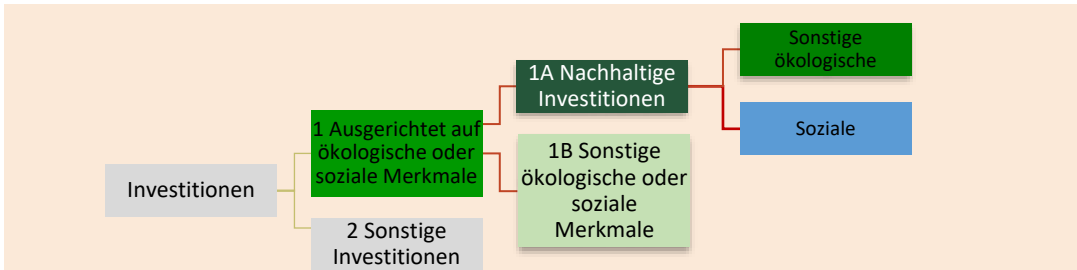 Investitionen
1 Ausgerichtet auf
ökologische oder
soziale Merkmale
2 Sonstige
Investitionen
1A Nachhaltige
Investitionen
1B Sonstige
ökologische oder
soziale
Merkmale
Sonstige
ökologische
Soziale